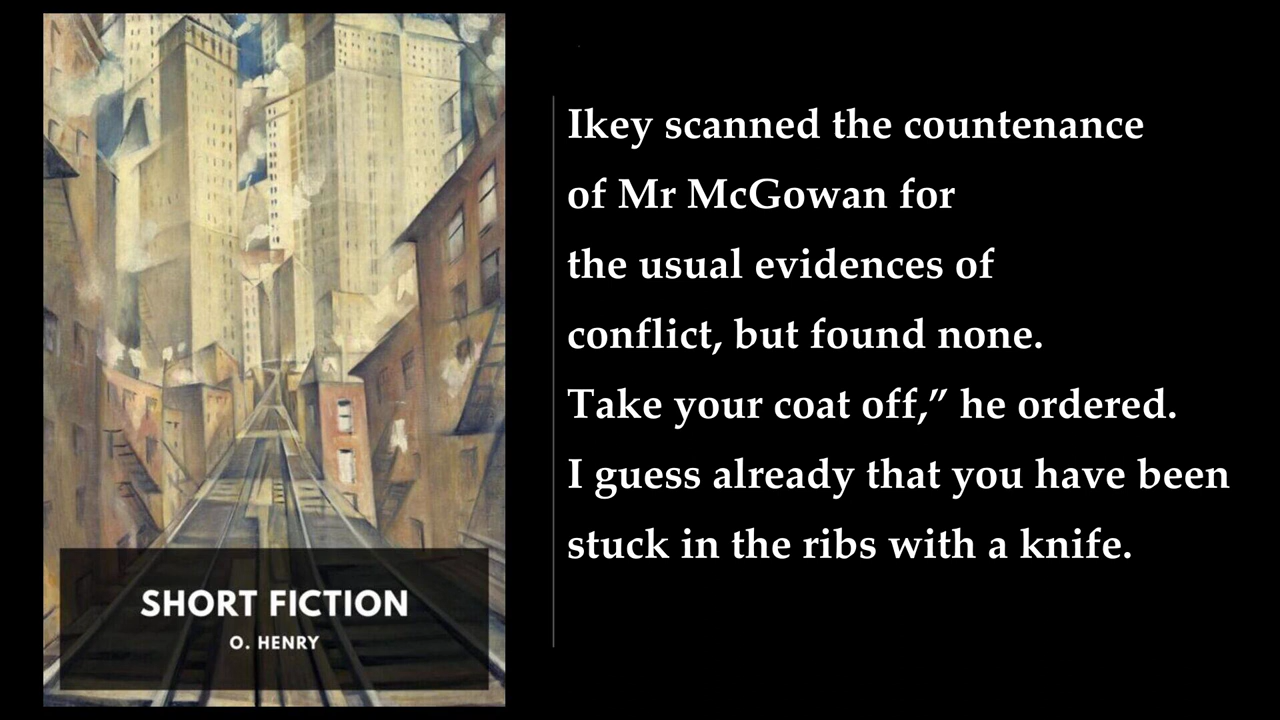 SHORT FICTION
O. HENRY
Ikey scanned the countenance
of Mr McGowan for
the usual evidences of
conflict, but found none.
Take your coat off,” he ordered.
I guess already that you have been
stuck in the ribs with a knife.